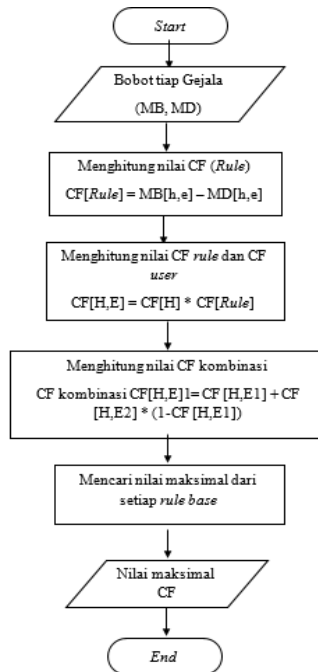 Start
Bobot tiap Gejala
(MB, MD)
Menghitung nilai CF (Rule)
CF[Rule] = MB[h,e] – MD[h,e]
Menghitung nilai CF rule dan CF
user
CF[H,E] = CF[H] * CF[Rule]
Menghitung nilai CF kombinasi
CF kombinasi CF[H,E]1= CF [H,E1] + CF
[H,E2] * (1-CF [H,E1])
Mencari nilai maksimal dari
setiap rule base
Nilai maksimal
CF
End